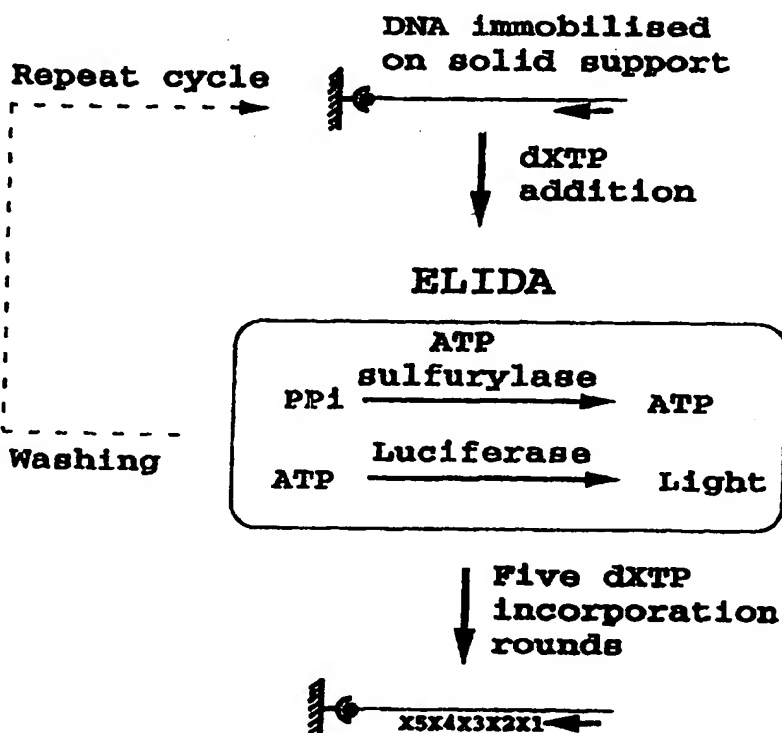 DNA immobilised
on solid support
Repeat cycle
dXTP
addition
ELIDA
ATP
sulfurylase
PPi
ATP
Luciferase
ATP
Light
Washing
Five dXTP
incorporation
rounds
X5X4X3X2X1